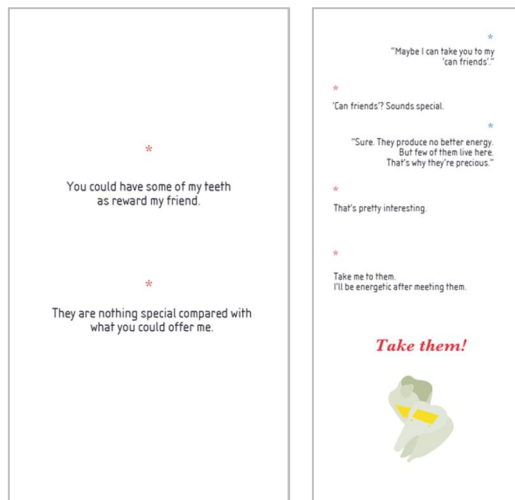 *
You could have some of my teeth
as reward my friend.
*
They are nothing special compared with
what you could offer me.
*
"Maybe I can take you to my
'can friends'."
*
'Can friends'? Sounds special.
*
"Sure. They produce no better energy.
But few of them live here.
That's why they're precious."
*
That's pretty interesting.
*
Take me to them.
I'll be energetic after meeting them.
Take them!